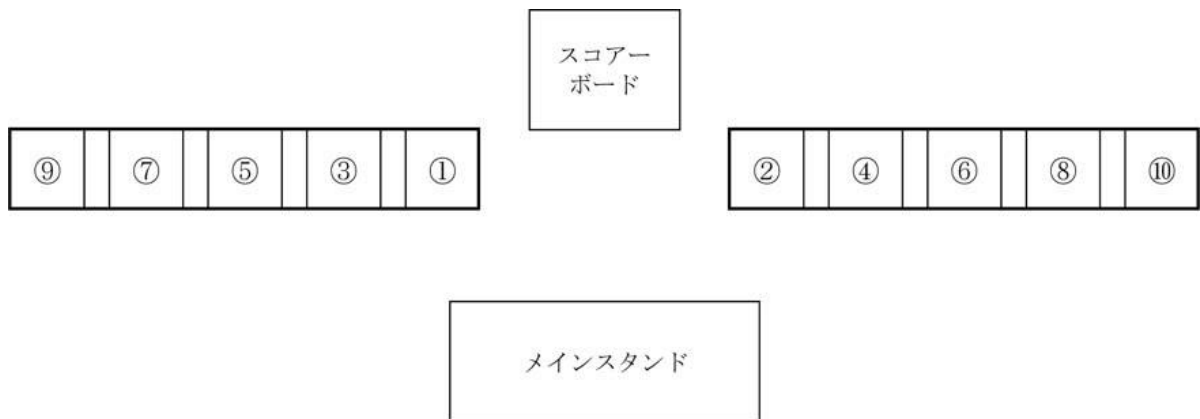 スコアー
ボード
⑨ ⑦ ⑤ ③ ① ② ④ ⑥ ⑧ ⑩
メインスタンド